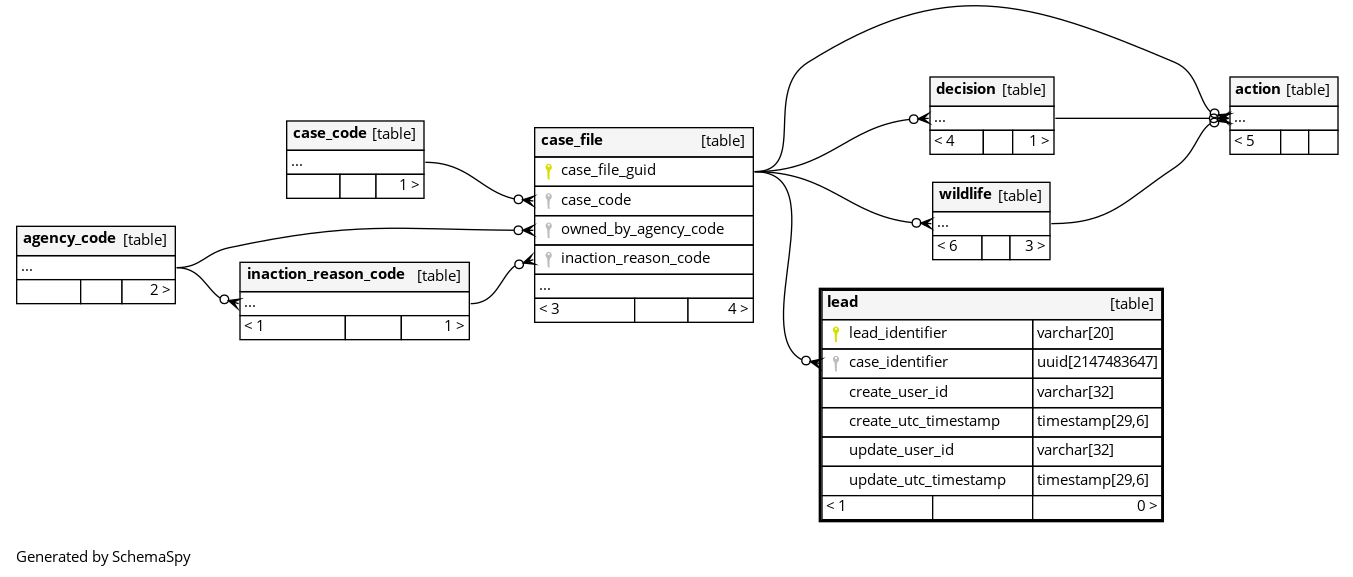 agency_code [table]
...
2 >
case_code [table]
...
1 >
inaction_reason_code [table]
...
< 1 1 >
case_file [table]
case_file_guid
case_code
owned_by_agency_code
inaction_reason_code
...
< 3 4 >
decision [table]
...
< 4 1 >
wildlife [table]
...
< 6 3 >
action [table]
...
< 5
lead [table]
lead_identifier varchar[20]
case_identifier uuid[2147483647]
create_user_id varchar[32]
create_utc_timestamp timestamp[29,6]
update_user_id varchar[32]
update_utc_timestamp timestamp[29,6]
< 1 0 >
Generated by SchemaSpy